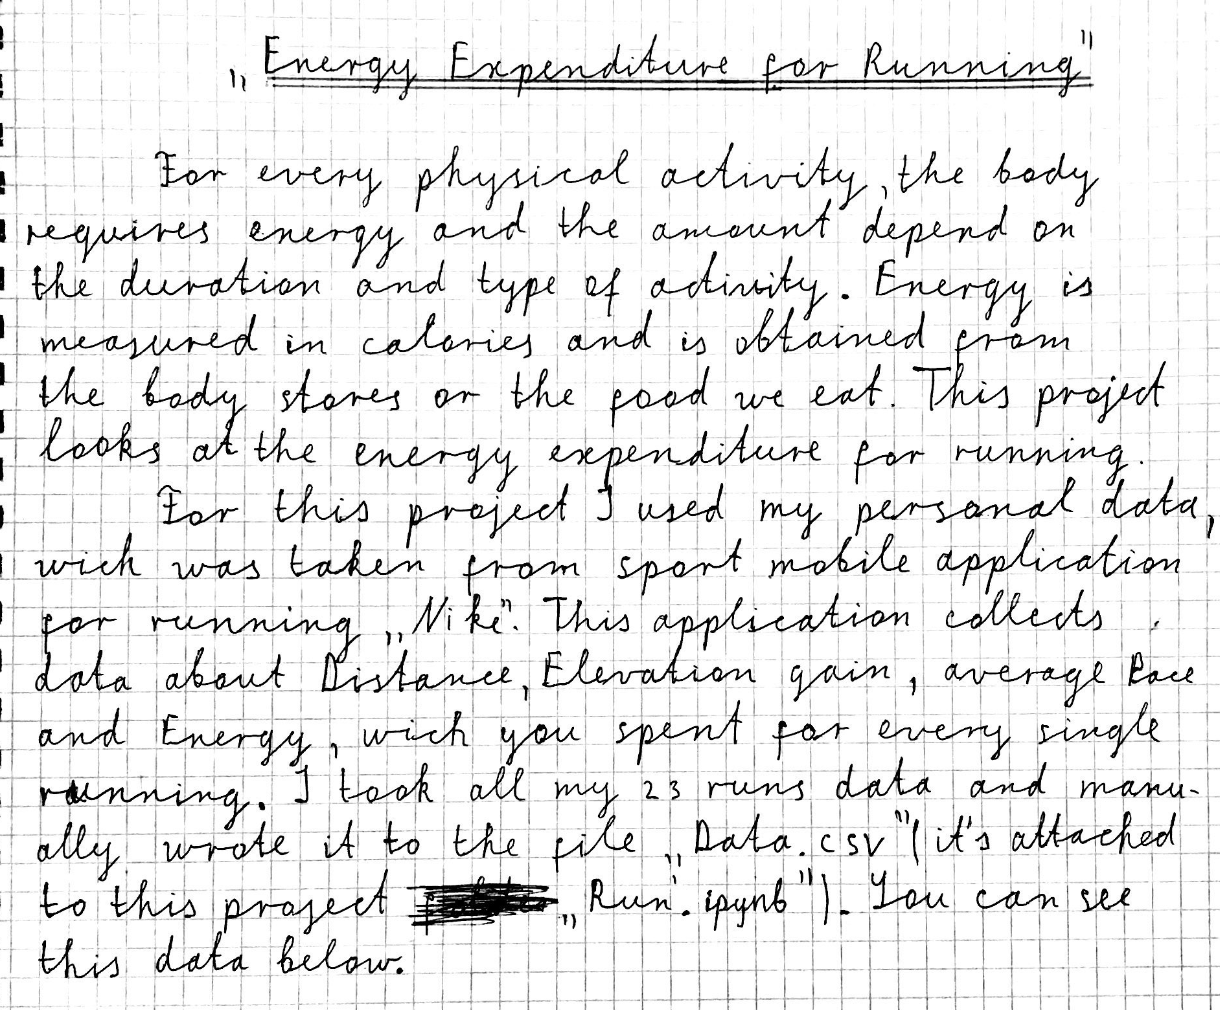 „Energy Expenditure for Running"
For every physical activity, the body
requires energy and the amount depend on
the duration and type of activity. Energy is
measured in calories and is obtained from
the body stores or the food we eat. This project
looks at the energy expenditure for running.
For this project I used my personal data,
wich was taken from sport mobile application
for running „Nike". This application collects
data about Distance, Elevation gain, average Pace
and Energy, wich you spent for every single
running. I took all my 23 runs data and manu-
ally wrote it to the file „Data.csv" (it's attached
to this project „Run.ipynb"). You can see
this data below.